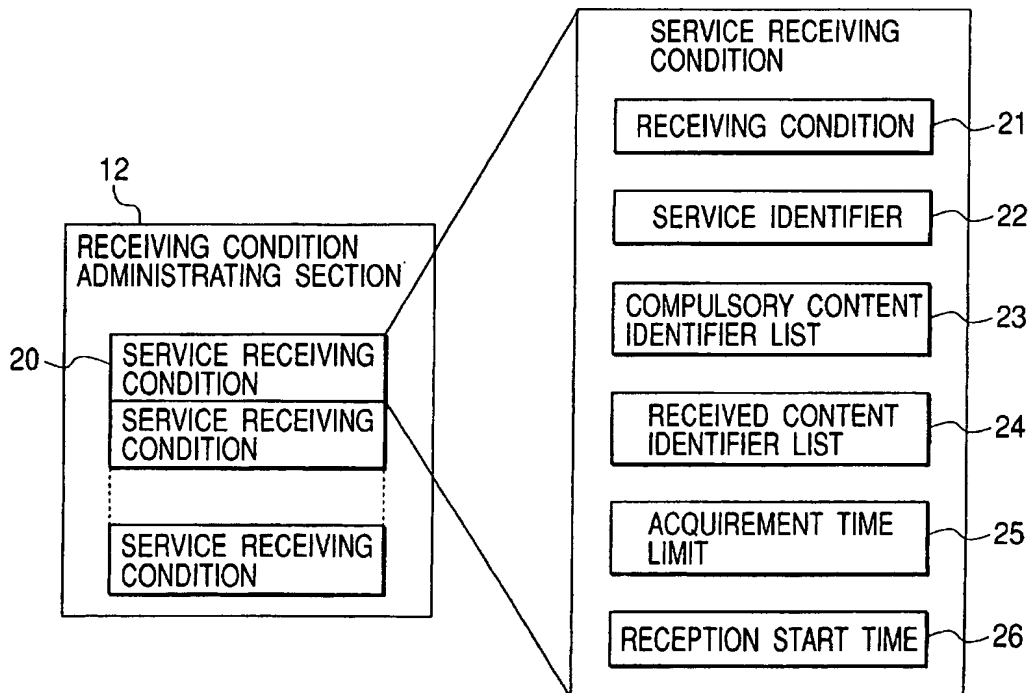 12
RECEIVING CONDITION
ADMINISTRATING SECTION
20
SERVICE RECEIVING
CONDITION
SERVICE RECEIVING
CONDITION
SERVICE RECEIVING
CONDITION
SERVICE RECEIVING
CONDITION
RECEIVING CONDITION
21
SERVICE IDENTIFIER
22
COMPULSORY CONTENT
IDENTIFIER LIST
23
RECEIVED CONTENT
IDENTIFIER LIST
24
ACQUIREMENT TIME
LIMIT
25
RECEPTION START TIME
26